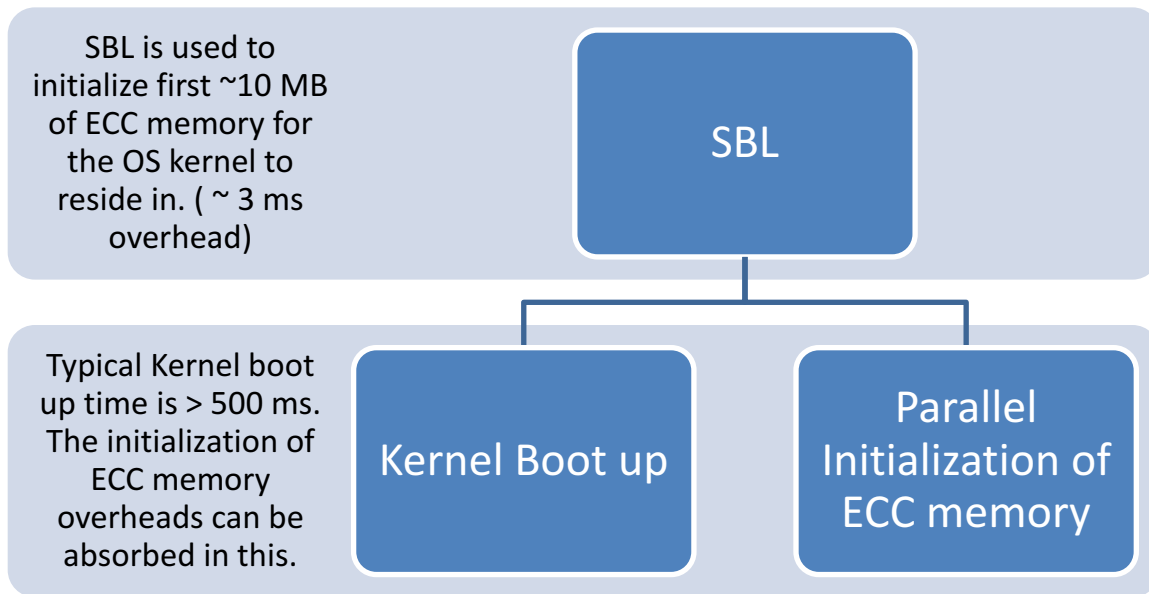 SBL is used to
initialize first ~10 MB
of ECC memory for
the OS kernel to
reside in. ( ~ 3 ms
overhead)
SBL
Typical Kernel boot
up time is > 500 ms.
The initialization of
ECC memory
overheads can be
absorbed in this.
Kernel Boot up
Parallel
Initialization of
ECC memory